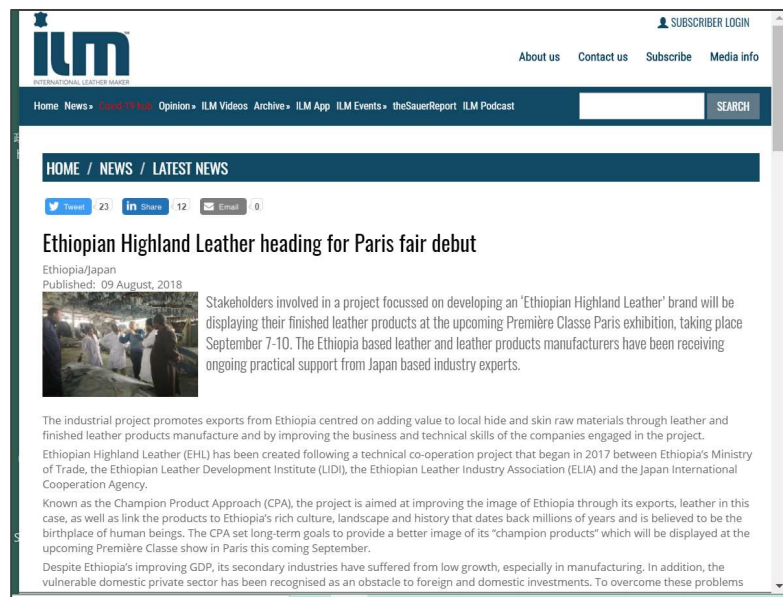 SUBSCRIBER LOGIN
ilm
INTERNATIONAL LEATHER MAKER
About us Contact us Subscribe Media info
Home News» Covid-19 hub Opinion» ILM Videos Archive» ILM App ILM Events» theSauerReport ILM Podcast SEARCH
HOME / NEWS / LATEST NEWS
Tweet 23 in Share 12 Email 0
Ethiopian Highland Leather heading for Paris fair debut
Ethiopia/Japan
Published: 09 August, 2018
Stakeholders involved in a project focussed on developing an ‘Ethiopian Highland Leather’ brand will be
displaying their finished leather products at the upcoming Première Classe Paris exhibition, taking place
September 7-10. The Ethiopia based leather and leather products manufacturers have been receiving
ongoing practical support from Japan based industry experts.
The industrial project promotes exports from Ethiopia centred on adding value to local hide and skin raw materials through leather and
finished leather products manufacture and by improving the business and technical skills of the companies engaged in the project.
Ethiopian Highland Leather (EHL) has been created following a technical co-operation project that began in 2017 between Ethiopia’s Ministry
of Trade, the Ethiopian Leather Development Institute (LIDI), the Ethiopian Leather Industry Association (ELIA) and the Japan International
Cooperation Agency.
Known as the Champion Product Approach (CPA), the project is aimed at improving the image of Ethiopia through its exports, leather in this
case, as well as link the products to Ethiopia’s rich culture, landscape and history that dates back millions of years and is believed to be the
birthplace of human beings. The CPA set long-term goals to provide a better image of its “champion products” which will be displayed at the
upcoming Première Classe show in Paris this coming September.
Despite Ethiopia’s improving GDP, its secondary industries have suffered from low growth, especially in manufacturing. In addition, the
vulnerable domestic private sector has been recognised as an obstacle to foreign and domestic investments. To overcome these problems